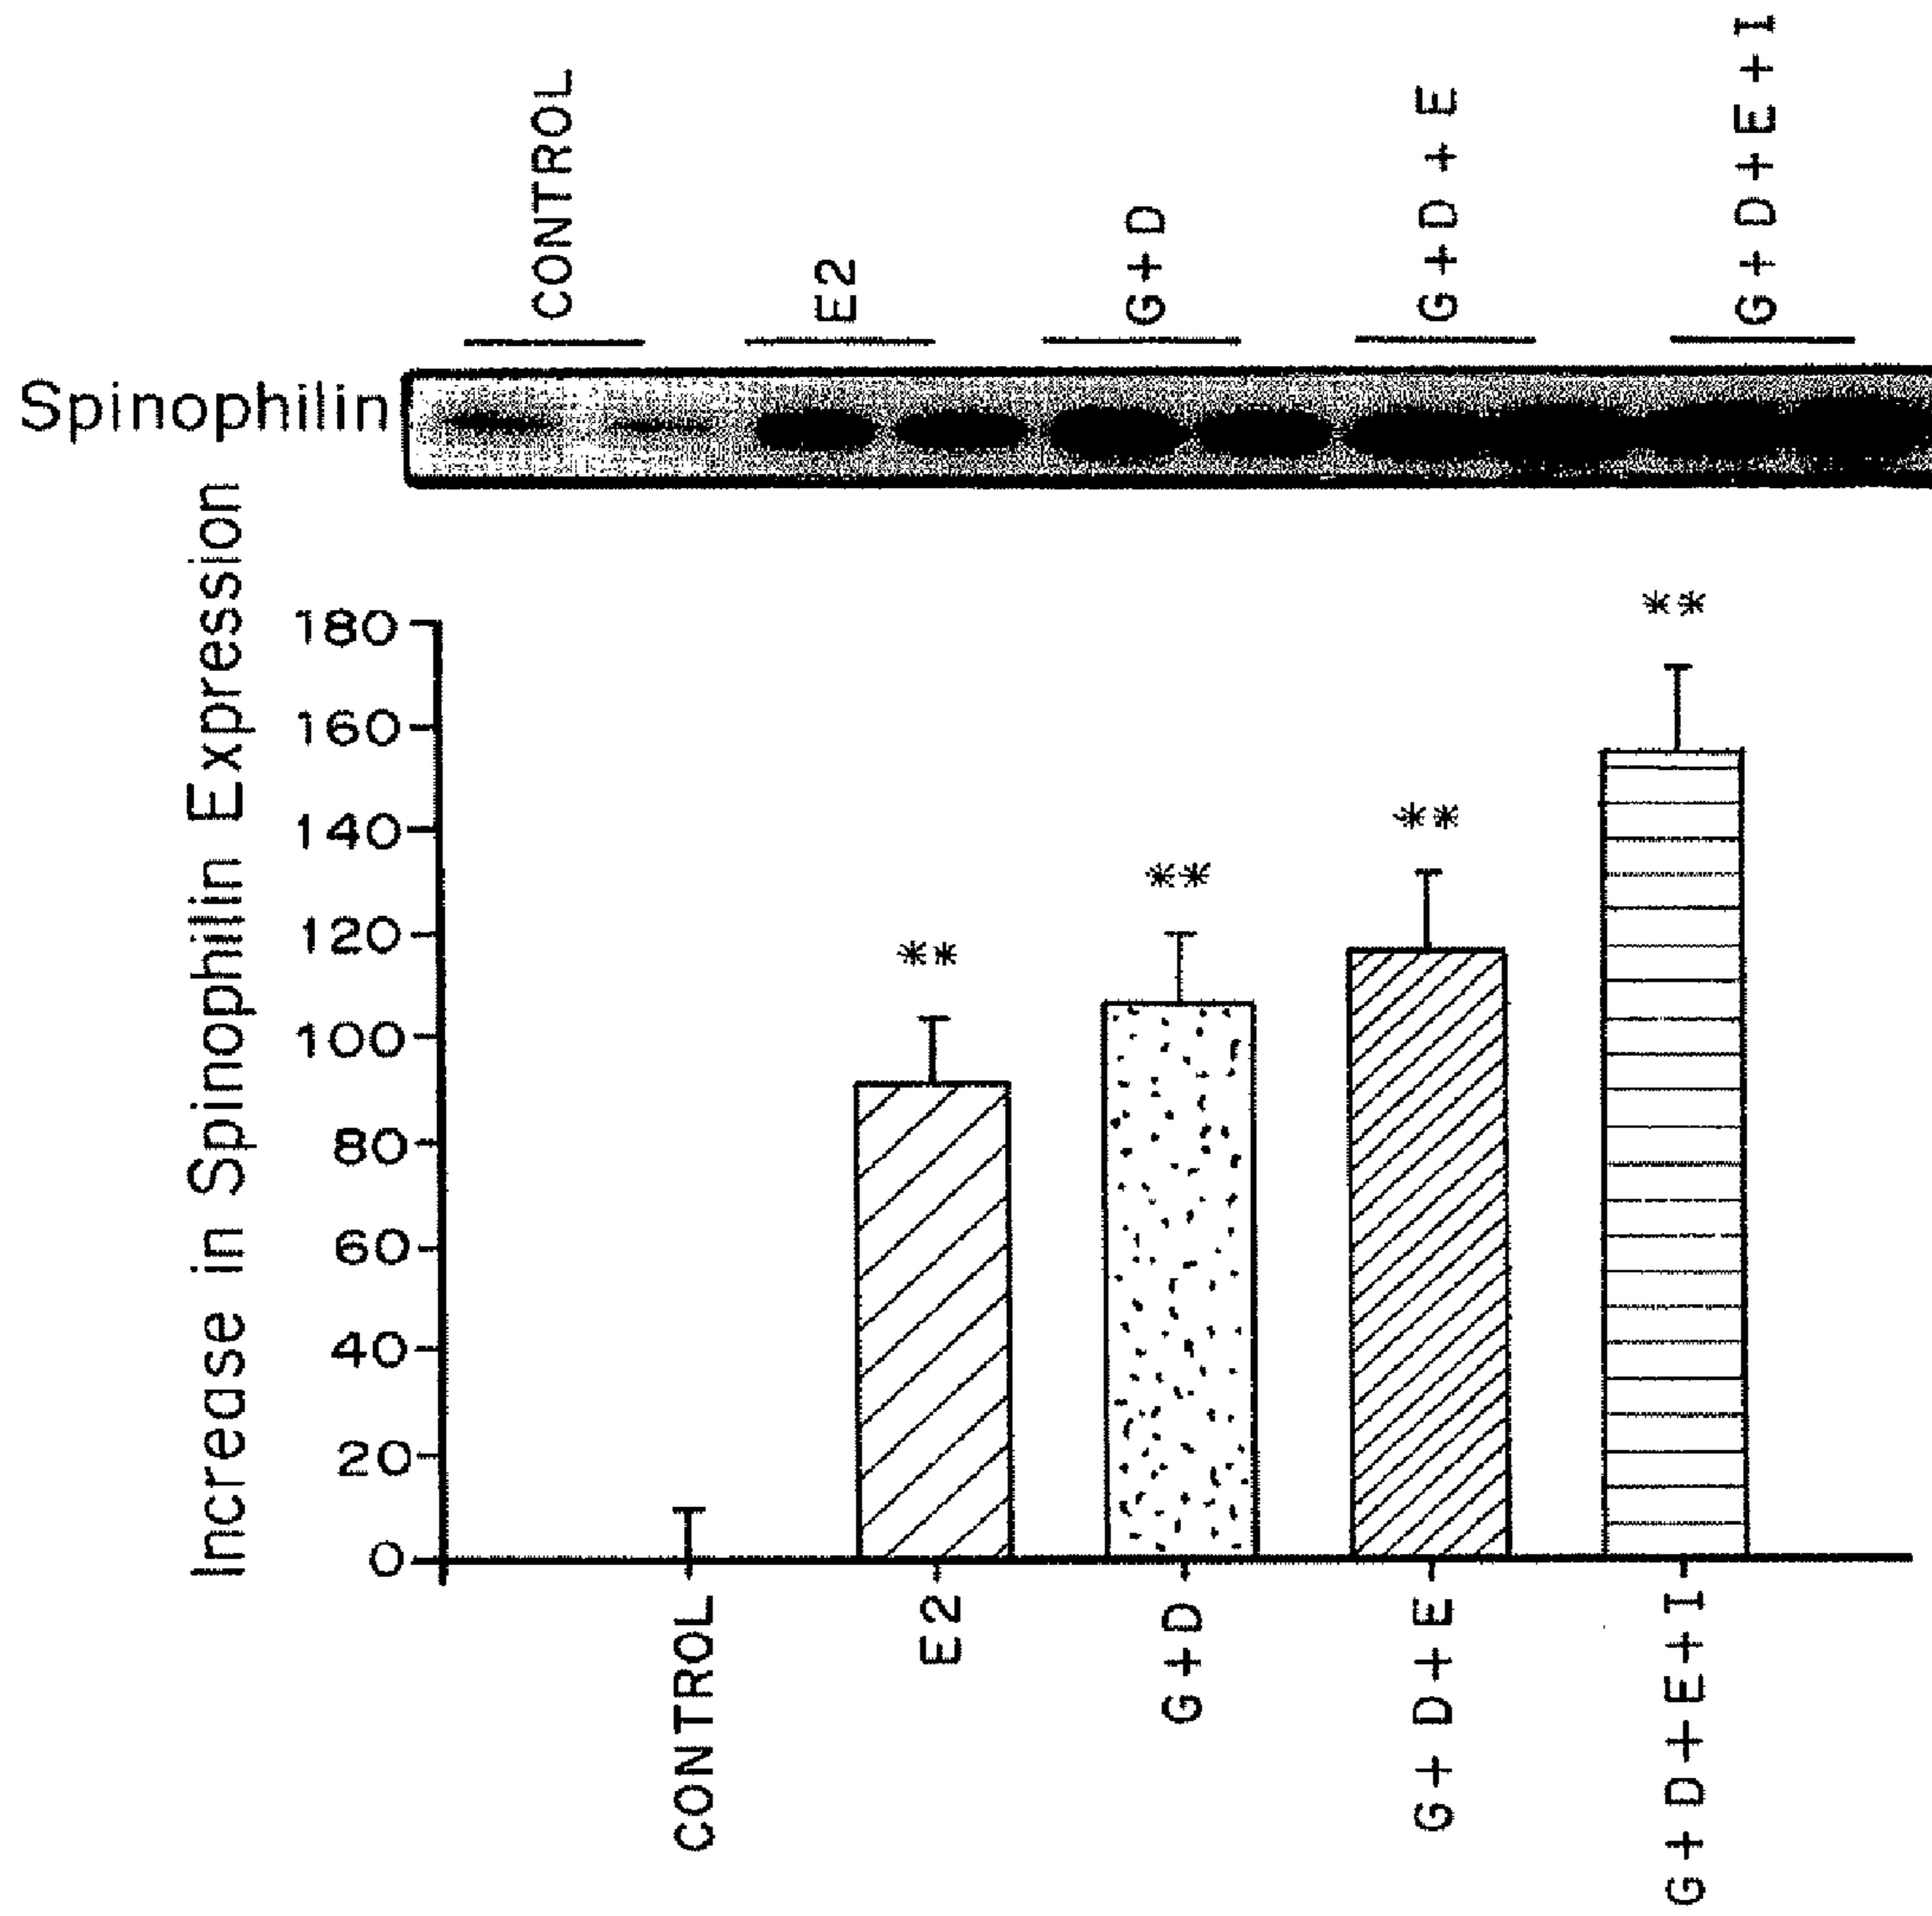 CONTROL
E2
G+D
G+D+E
G+D+E+I
Spinophilin
Increase in Spinophilin Expression
180
160
140
120
100
80
60
40
20
0
**
**
**
**
CONTROL
E2
G+D
G+D+E
G+D+E+I